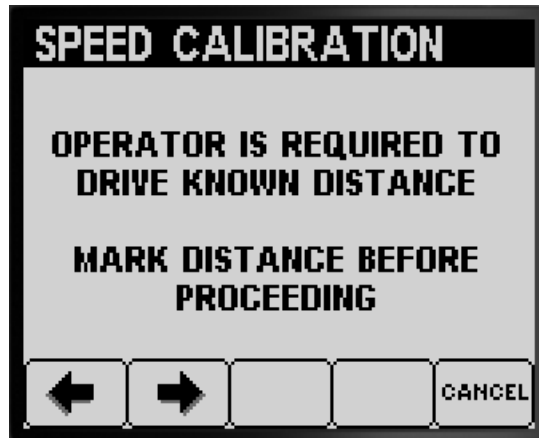 SPEED CALIBRATION
OPERATOR IS REQUIRED TO
DRIVE KNOWN DISTANCE
MARK DISTANCE BEFORE
PROCEEDING
CANCEL